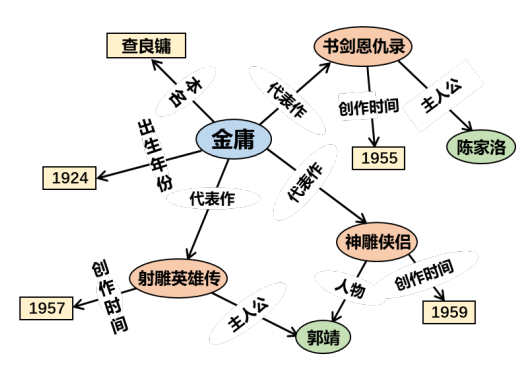 查良镛
书剑恩仇录
本名
代表作
创作时间
主人公
金庸
出生年份
1955
陈家洛
1924
代表作
代表作
神雕侠侣
射雕英雄传
创作时间
人物
创作时间
1957
主人公
1959
郭靖